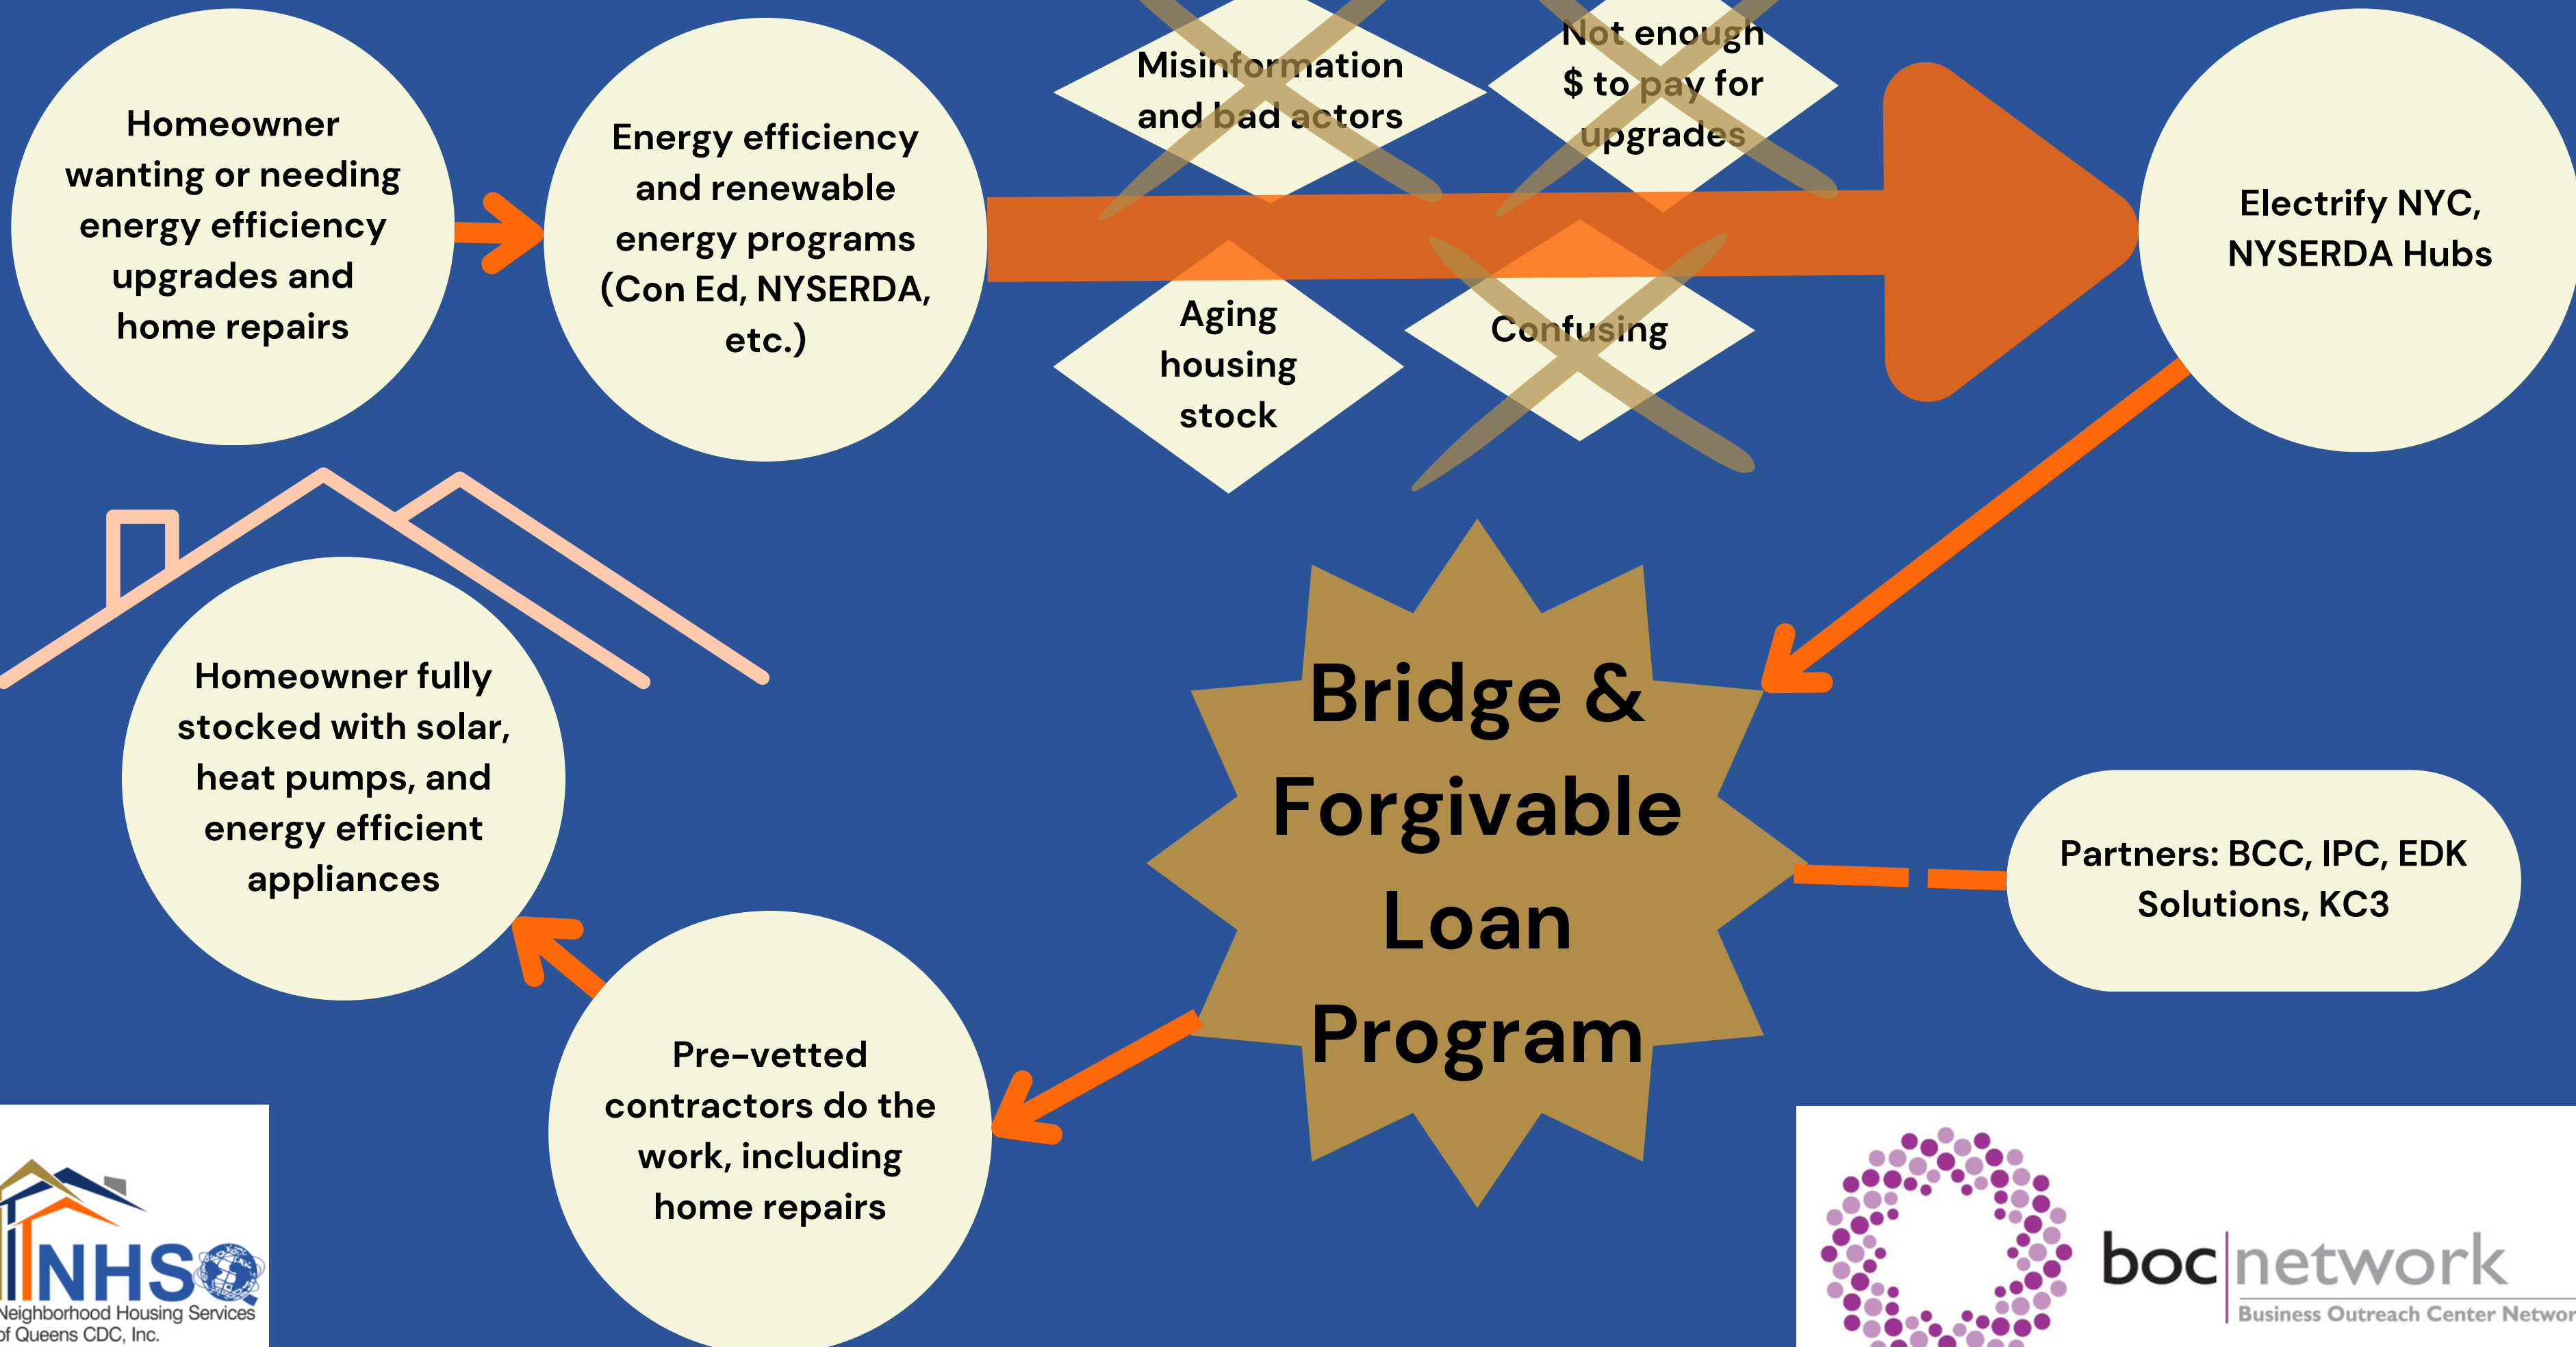 Homeowner
wanting or needing
energy efficiency
upgrades and
home repairs
Energy efficiency
and renewable
energy programs
(Con Ed, NYSERDA,
etc.)
Misinformation
and bad actors
Not enough
$ to pay for
upgrades
Aging
housing
stock
Confusing
Electrify NYC,
NYSERDA Hubs
Bridge &
Forgivable
Loan
Program
Partners: BCC, IPC, EDK
Solutions, KC3
Pre-vetted
contractors do the
work, including
home repairs
Homeowner fully
stocked with solar,
heat pumps, and
energy efficient
appliances
NHSQ
Neighborhood Housing Services
of Queens CDC, Inc.
boc network
Business Outreach Center Networ